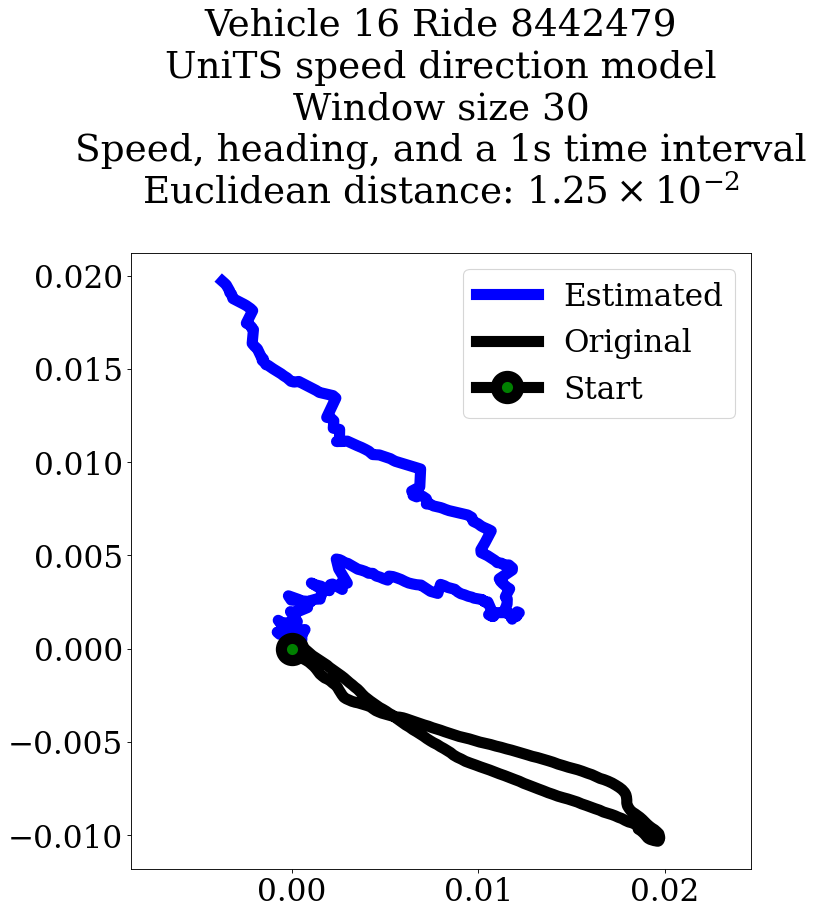 Vehicle 16 Ride 8442479
UniTS speed direction model
Window size 30
Speed, heading, and a 1s time interval
Euclidean distance: 1.25 × 10⁻²
Estimated
Original
Start
0.020
0.015
0.010
0.005
0.000
−0.005
−0.010
0.00 0.01 0.02